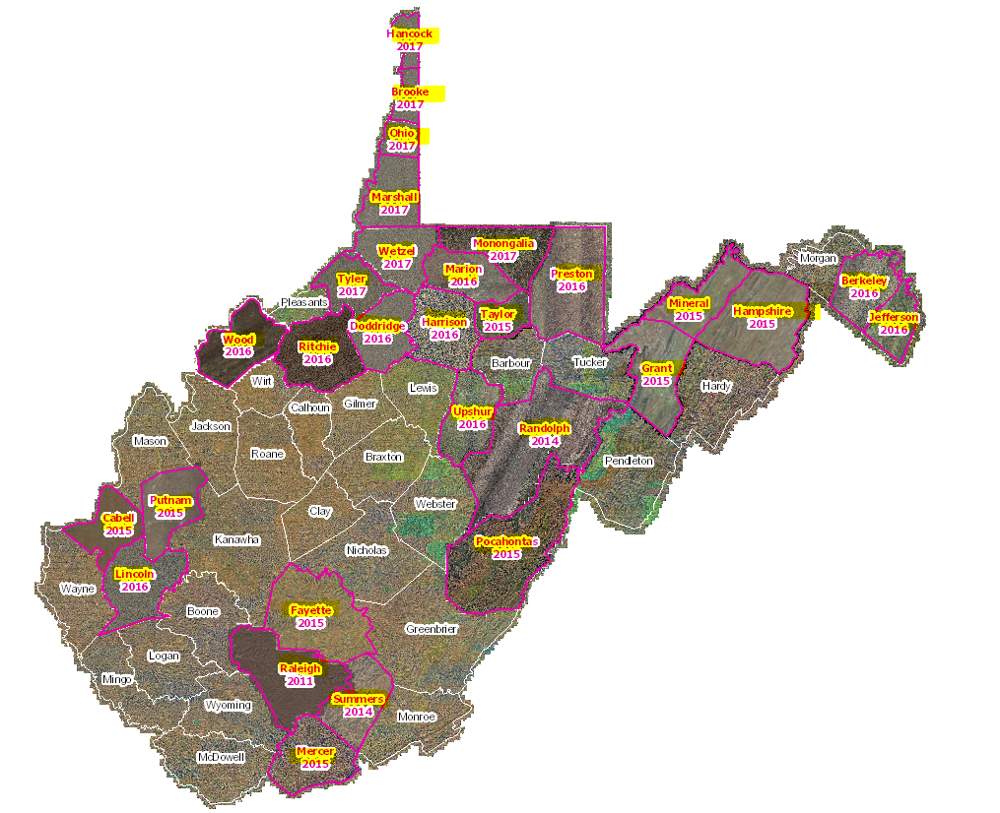 Hancock
2017
Brooke
2017
Ohio
2017
Marshall
2017
Wetzel
2017
Monongalia
2017
Marion
2016
Preston
2016
Tyler
2017
Pleasants
Doddridge
2016
Harrison
2016
Taylor
2015
Morgan
Berkeley
2016
Jefferson
2016
Mineral
2015
Hampshire
2015
Wood
2016
Ritchie
2016
Barbour
Tucker
Grant
2015
Hardy
Wirt
Calhoun
Gilmer
Lewis
Upshur
2016
Randolph
2014
Pendleton
Mason
Jackson
Roane
Braxton
Webster
Putnam
2015
Cabell
2015
Clay
Kanawha
Nicholas
Pocahontas
2015
Wayne
Lincoln
2016
Boone
Fayette
2015
Greenbrier
Logan
Mingo
Raleigh
2011
Wyoming
Summers
2014
Monroe
McDowell
Mercer
2015